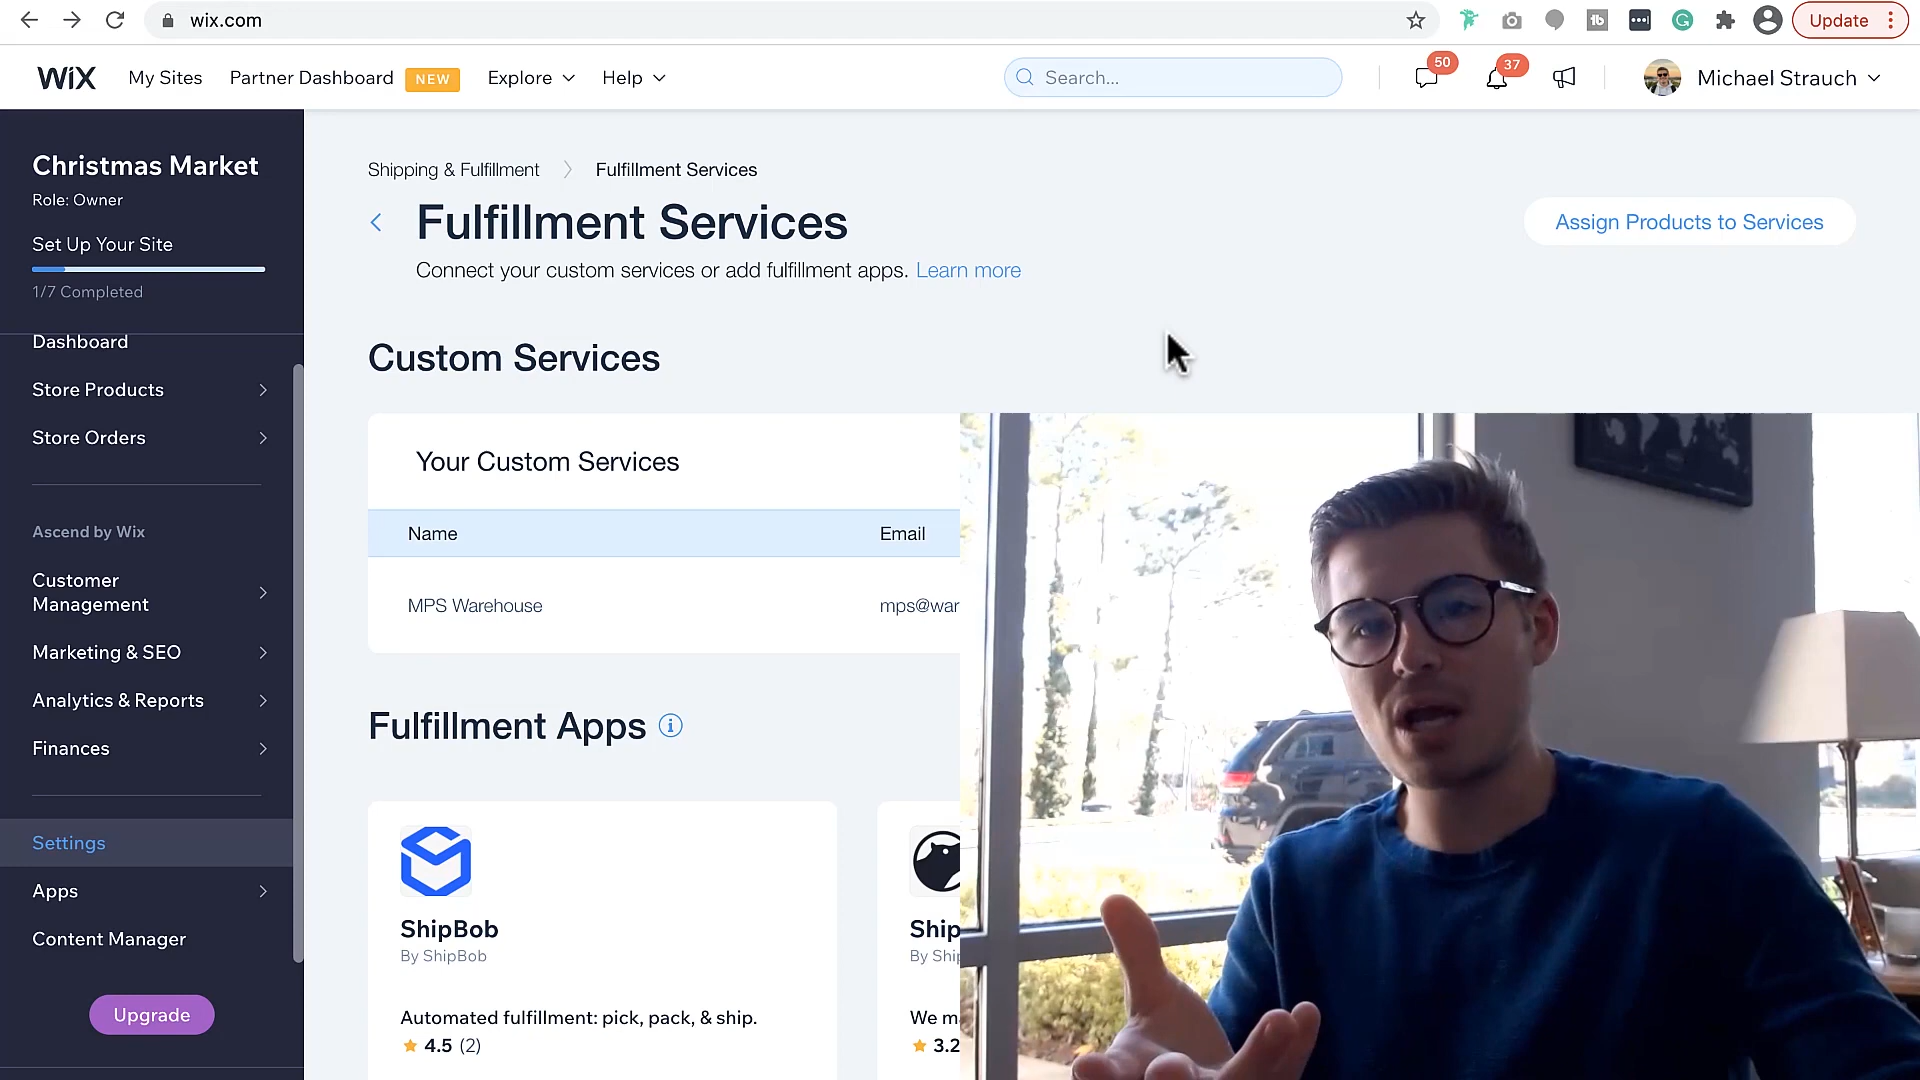 wix.com
Update
WiX
My Sites
Partner Dashboard
NEW
Explore
Help
Search...
50
37
Michael Strauch
Christmas Market
Role: Owner
Set Up Your Site
1/7 Completed
Dashboard
Store Products
Store Orders
Ascend by Wix
Customer
Management
Marketing & SEO
Analytics & Reports
Finances
Settings
Apps
Content Manager
Upgrade
Shipping & Fulfillment
Fulfillment Services
Fulfillment Services
Connect your custom services or add fulfillment apps. Learn more
Assign Products to Services
Custom Services
Your Custom Services
Name
Email
MPS Warehouse
mps@war
Fulfillment Apps
ShipBob
By ShipBob
Automated fulfillment: pick, pack, & ship.
4.5 (2)
Ship
By Ship
We m
3.2